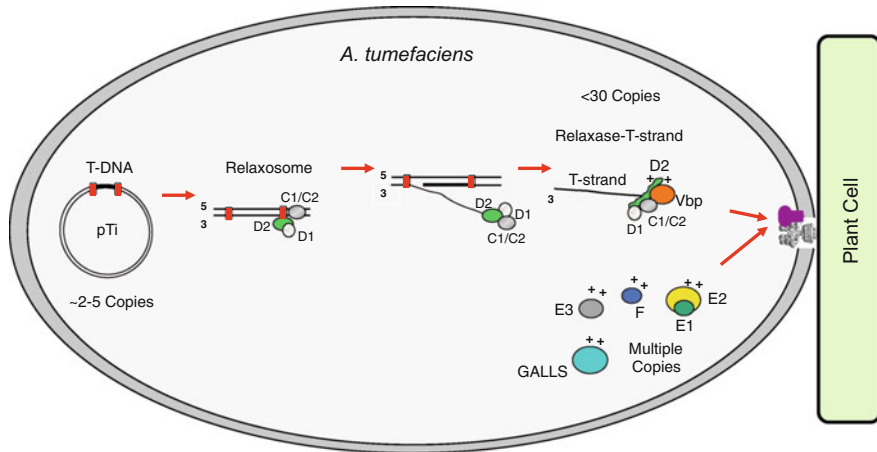 A. tumefaciens
T-DNA
pTi
~2-5 Copies
Relaxosome
5
3
C1/C2
D2
D1
5
3
D2
D1
C1/C2
<30 Copies
Relaxase-T-strand
D2
+ +
T-strand
3
Vbp
D1
C1/C2
+ +
E3
+ +
F
+ +
E2
E1
+ +
GALLS
Multiple
Copies
Plant Cell